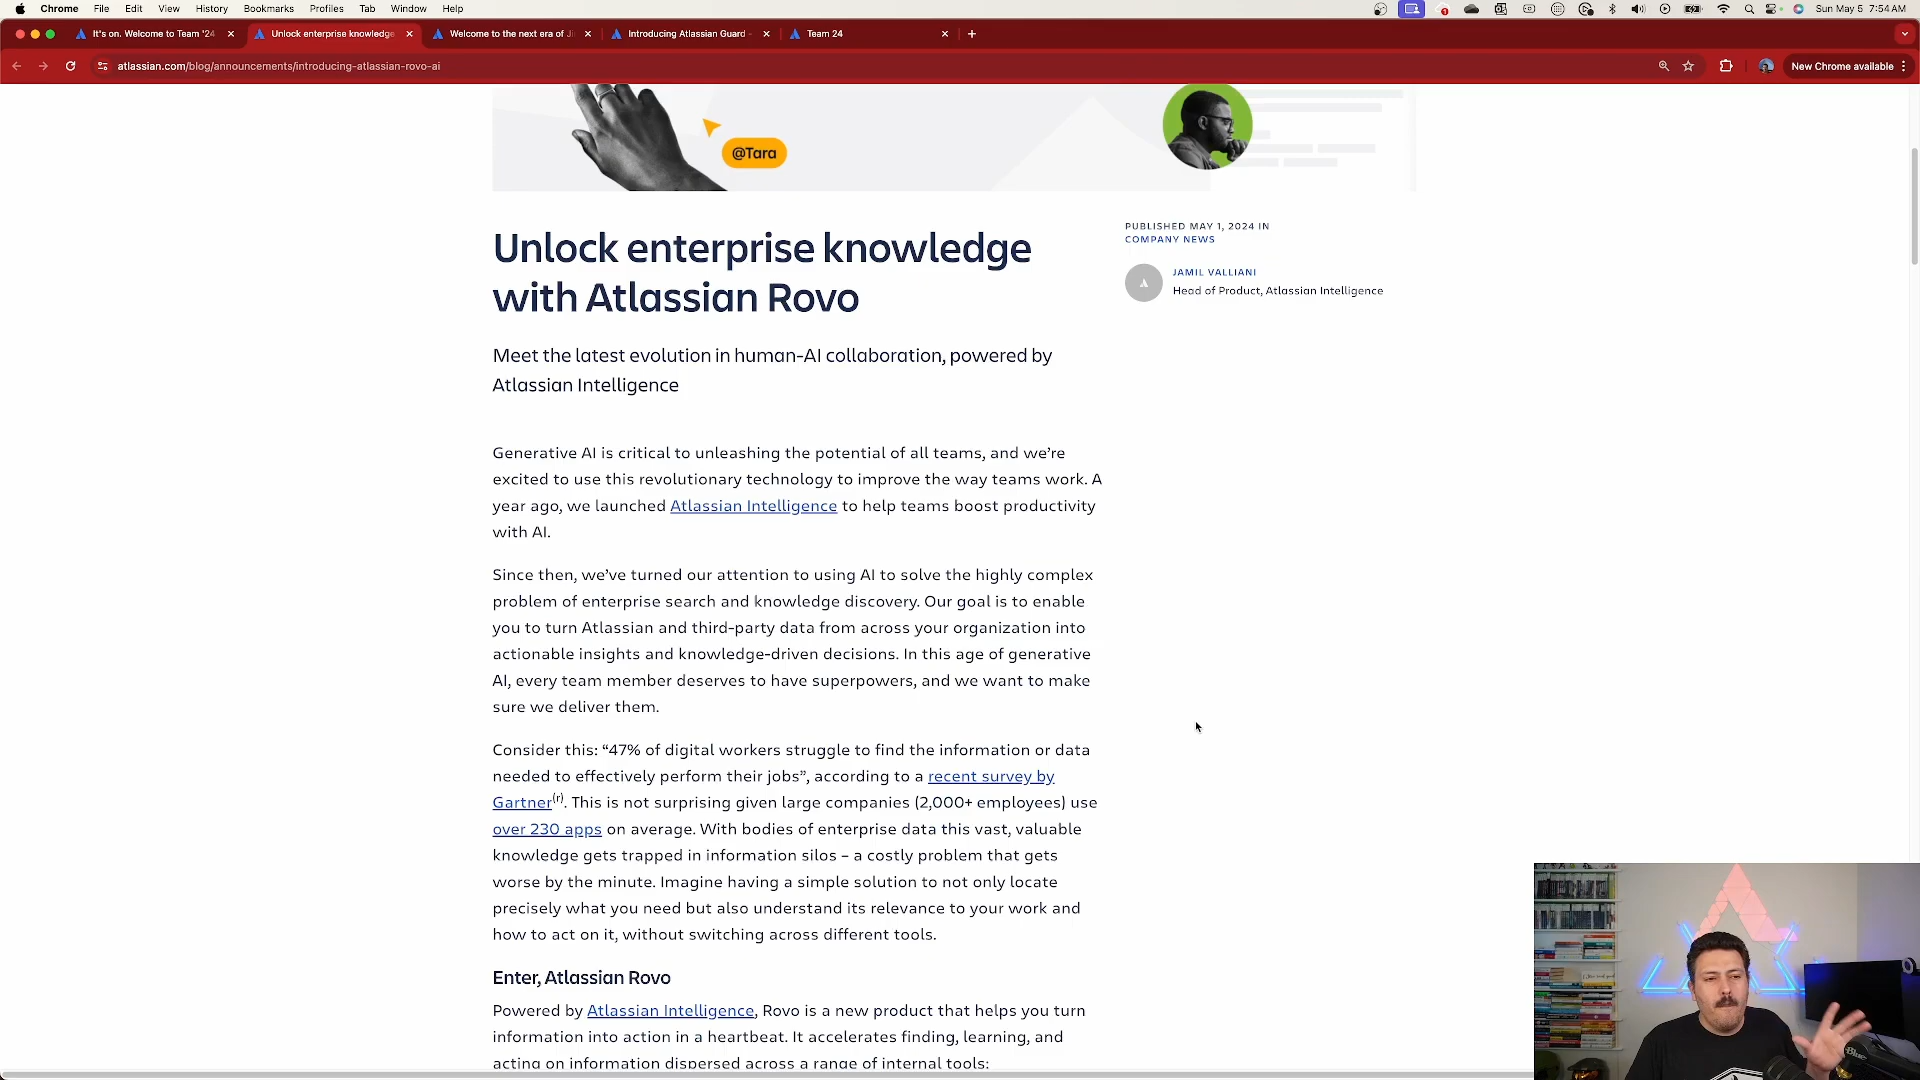 Chrome File Edit View History Bookmarks Profiles Tab Window Help
1
Sun May 5 7:54 AM
It's on. Welcome to Team '24
Unlock enterprise knowledge
Welcome to the next era of Ji
Introducing Atlassian Guard -
Team 24
atlassian.com/blog/announcements/introducing-atlassian-rovo-ai
New Chrome available
@Tara
Unlock enterprise knowledge
with Atlassian Rovo
PUBLISHED MAY 1, 2024 IN
COMPANY NEWS
JAMIL VALLIANI
Head of Product, Atlassian Intelligence
Meet the latest evolution in human-AI collaboration, powered by
Atlassian Intelligence
Generative AI is critical to unleashing the potential of all teams, and we're
excited to use this revolutionary technology to improve the way teams work. A
year ago, we launched Atlassian Intelligence to help teams boost productivity
with AI.
Since then, we've turned our attention to using AI to solve the highly complex
problem of enterprise search and knowledge discovery. Our goal is to enable
you to turn Atlassian and third-party data from across your organization into
actionable insights and knowledge-driven decisions. In this age of generative
AI, every team member deserves to have superpowers, and we want to make
sure we deliver them.
Consider this: “47% of digital workers struggle to find the information or data
needed to effectively perform their jobs”, according to a recent survey by
Gartner(r). This is not surprising given large companies (2,000+ employees) use
over 230 apps on average. With bodies of enterprise data this vast, valuable
knowledge gets trapped in information silos – a costly problem that gets
worse by the minute. Imagine having a simple solution to not only locate
precisely what you need but also understand its relevance to your work and
how to act on it, without switching across different tools.
Enter, Atlassian Rovo
Powered by Atlassian Intelligence, Rovo is a new product that helps you turn
information into action in a heartbeat. It accelerates finding, learning, and
acting on information dispersed across a range of internal tools:
Blue